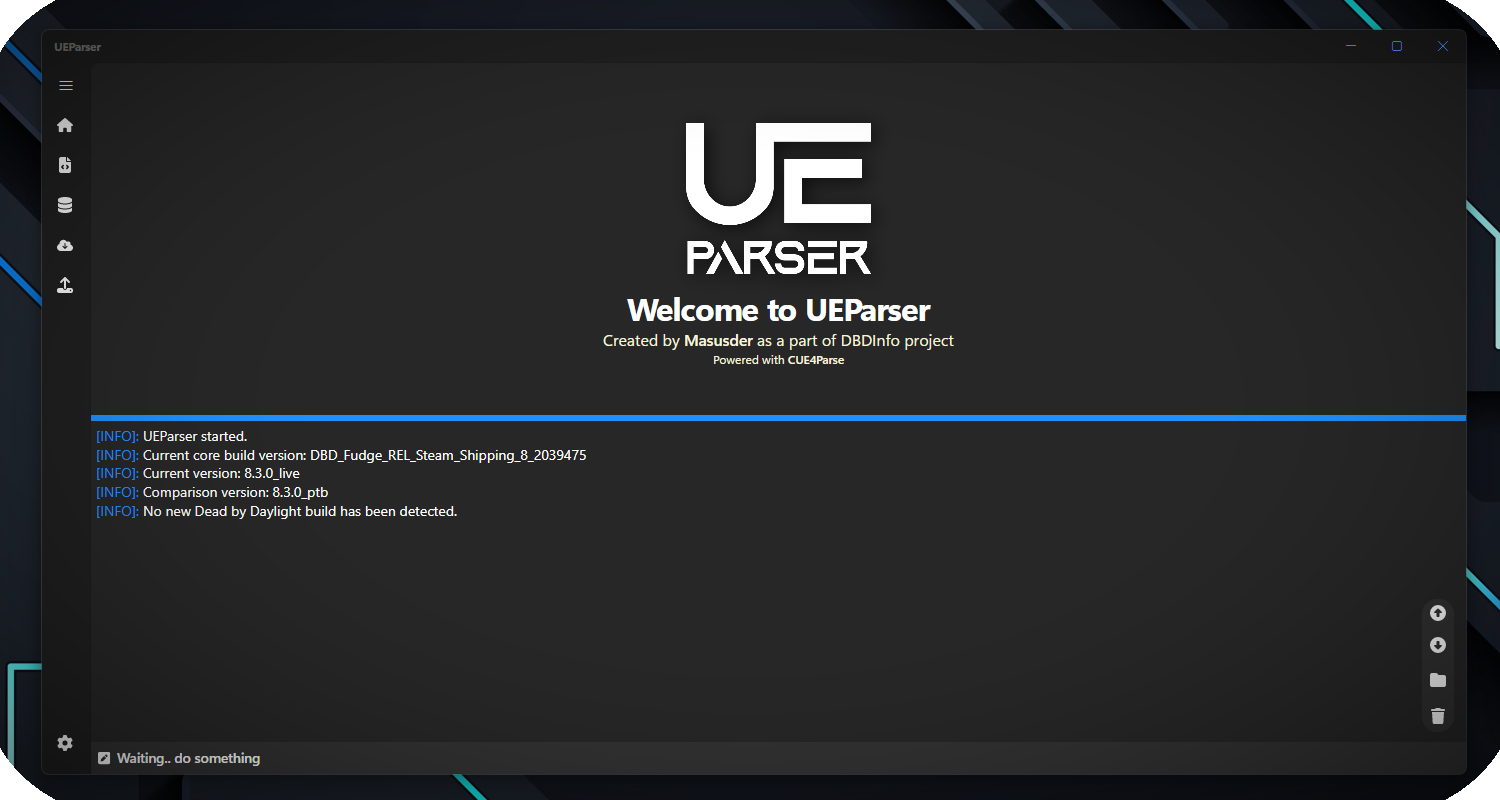 UEParser
UE
PARSER
Welcome to UEParser
Created by Masusder as a part of DBDInfo project
Powered with CUE4Parse
[INFO]: UEParser started.
[INFO]: Current core build version: DBD_Fudge_REL_Steam_Shipping_8_2039475
[INFO]: Current version: 8.3.0_live
[INFO]: Comparison version: 8.3.0_ptb
[INFO]: No new Dead by Daylight build has been detected.
Waiting.. do something